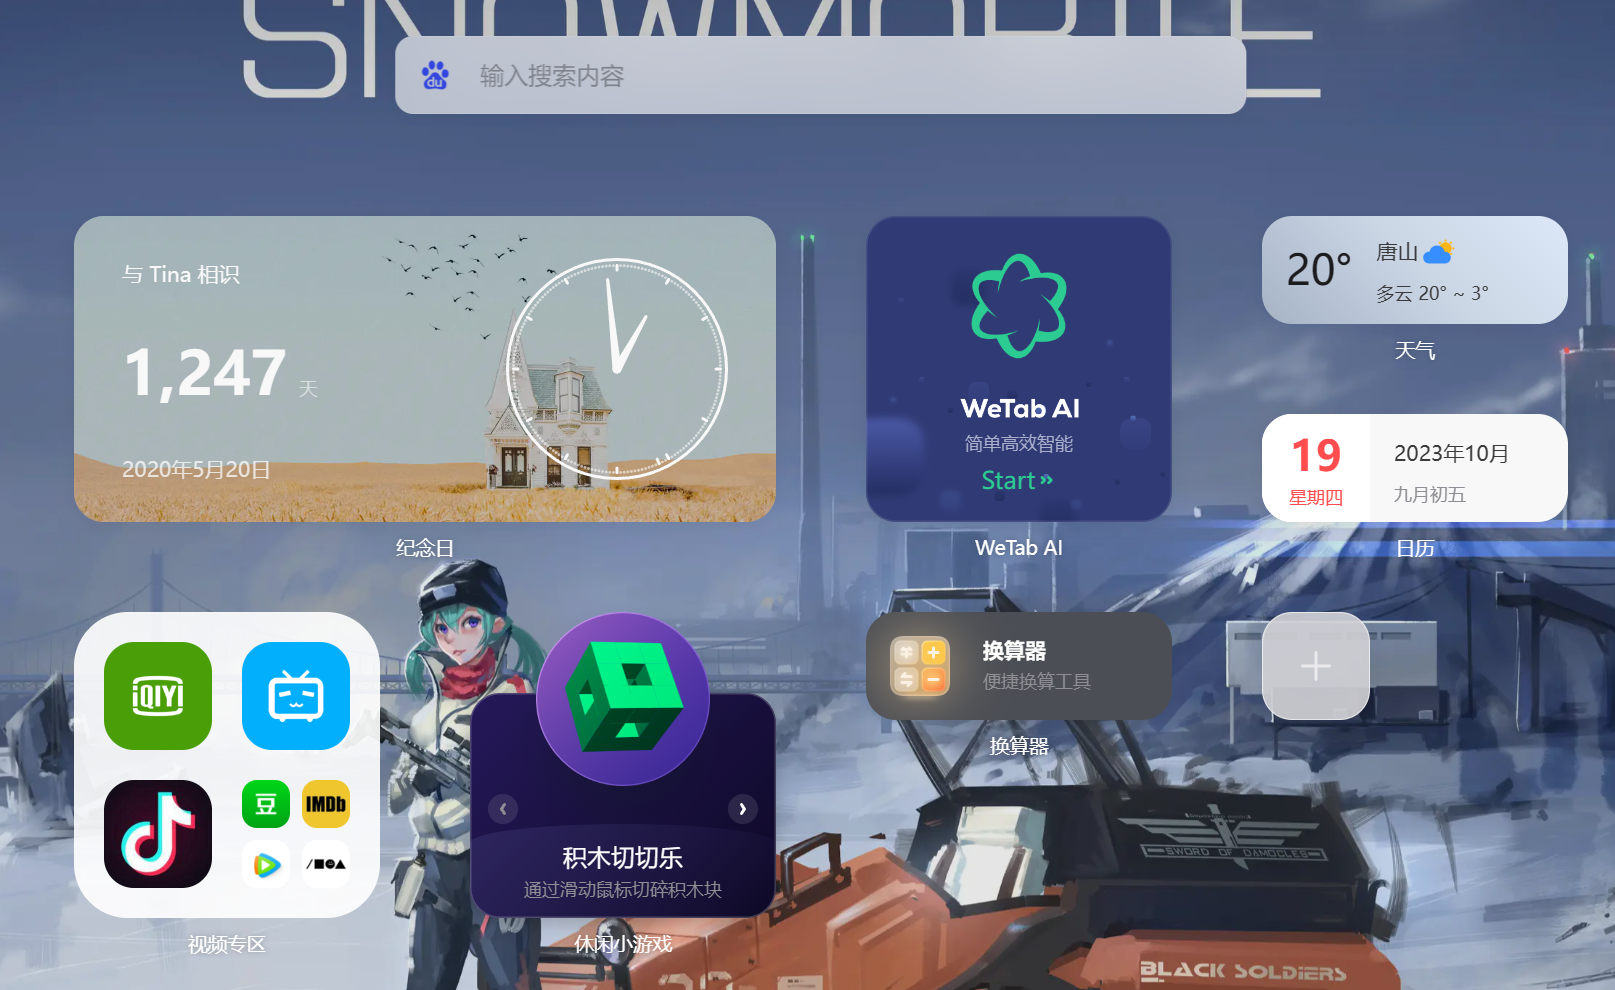 SNOWMOBILE
du
输入搜索内容
与 Tina 相识
1,247 天
2020年5月20日
纪念日
WeTab AI
简单高效智能
Start
WeTab AI
20°
唐山
多云 20° ~ 3°
天气
19
星期四
2023年10月
九月初五
日历
iQIYI
豆
IMDb
视频专区
积木切切乐
通过滑动鼠标切碎积木块
休闲小游戏
换算器
便捷换算工具
换算器
SWORD OF DAMOCLES
BLACK SOLDIERS